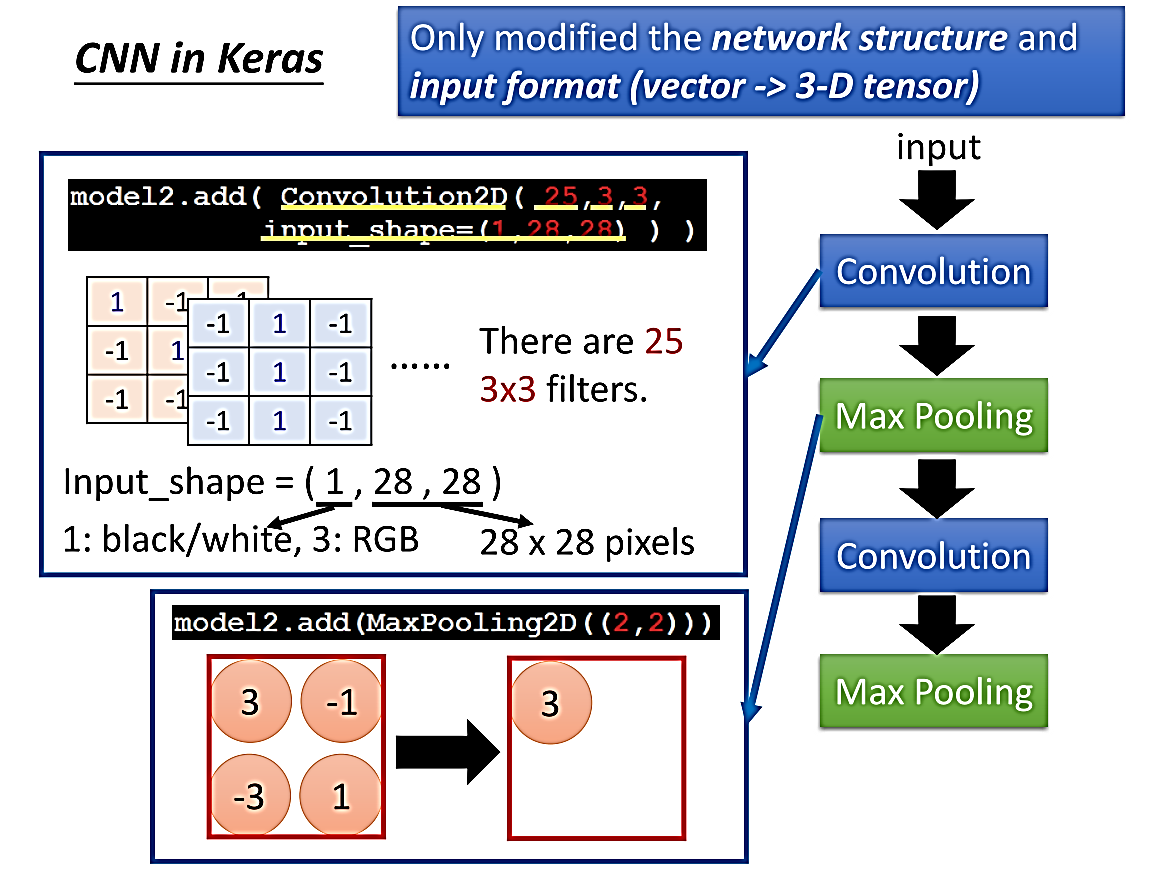 CNN in Keras
Only modified the network structure and
input format (vector -> 3-D tensor)
input
model2.add( Convolution2D( 25,3,3,
input_shape=(1,28,28) ) )
1 -1 -1
-1 1
-1 -1
-1 1 -1
-1 1 -1
-1 1 -1
……
There are 25
3x3 filters.
Input_shape = ( 1 , 28 , 28 )
1: black/white, 3: RGB
28 x 28 pixels
model2.add(MaxPooling2D((2,2)))
3 -1
-3 1
3
Convolution
Max Pooling
Convolution
Max Pooling